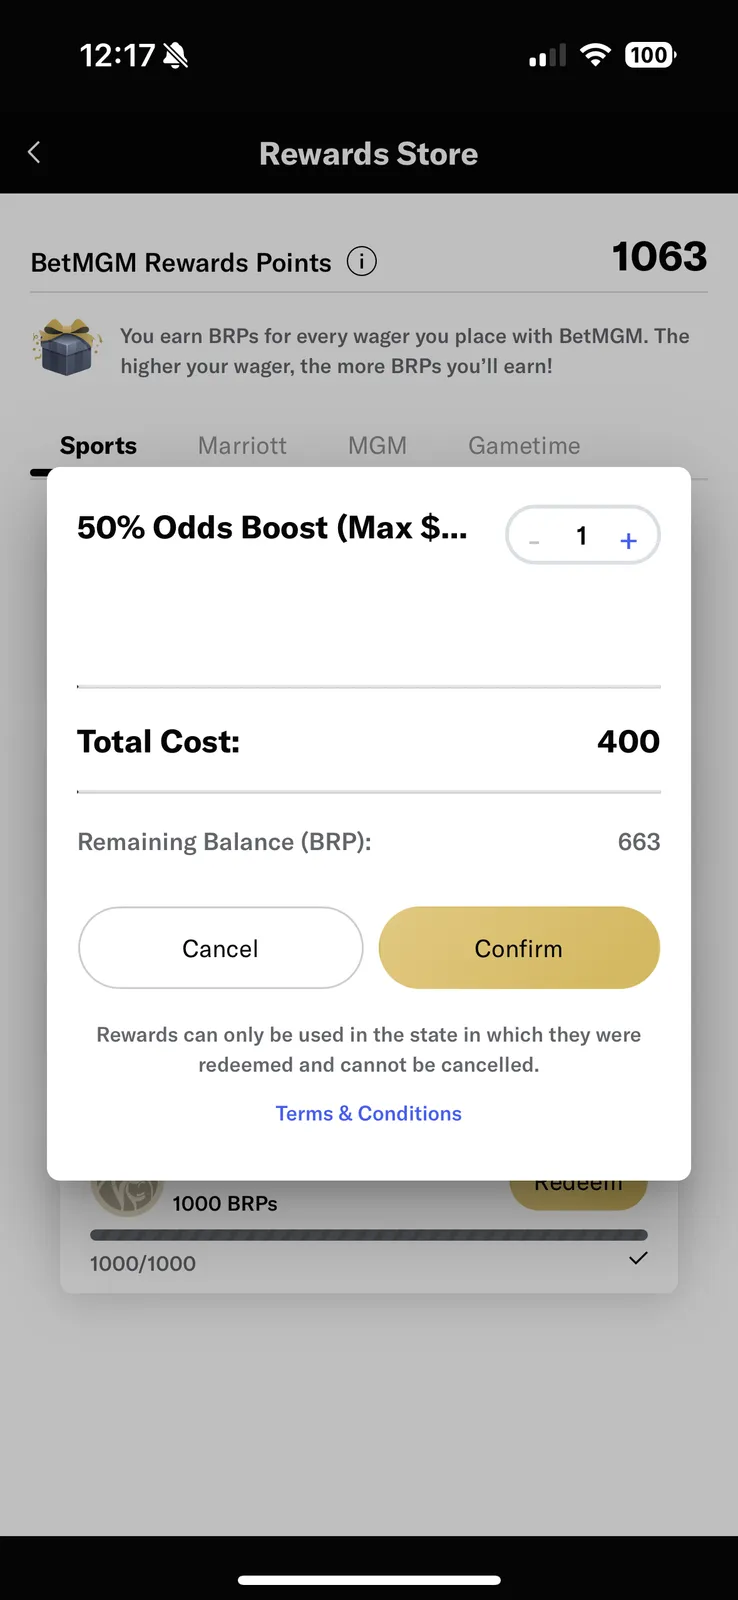 12:17
100
Rewards Store
BetMGM Rewards Points
1063
You earn BRPs for every wager you place with BetMGM. The
higher your wager, the more BRPs you’ll earn!
Sports Marriott MGM Gametime
50% Odds Boost (Max $...
- 1 +
Total Cost: 400
Remaining Balance (BRP): 663
Cancel Confirm
Rewards can only be used in the state in which they were
redeemed and cannot be cancelled.
Terms & Conditions
Redeem
1000 BRPs
1000/1000